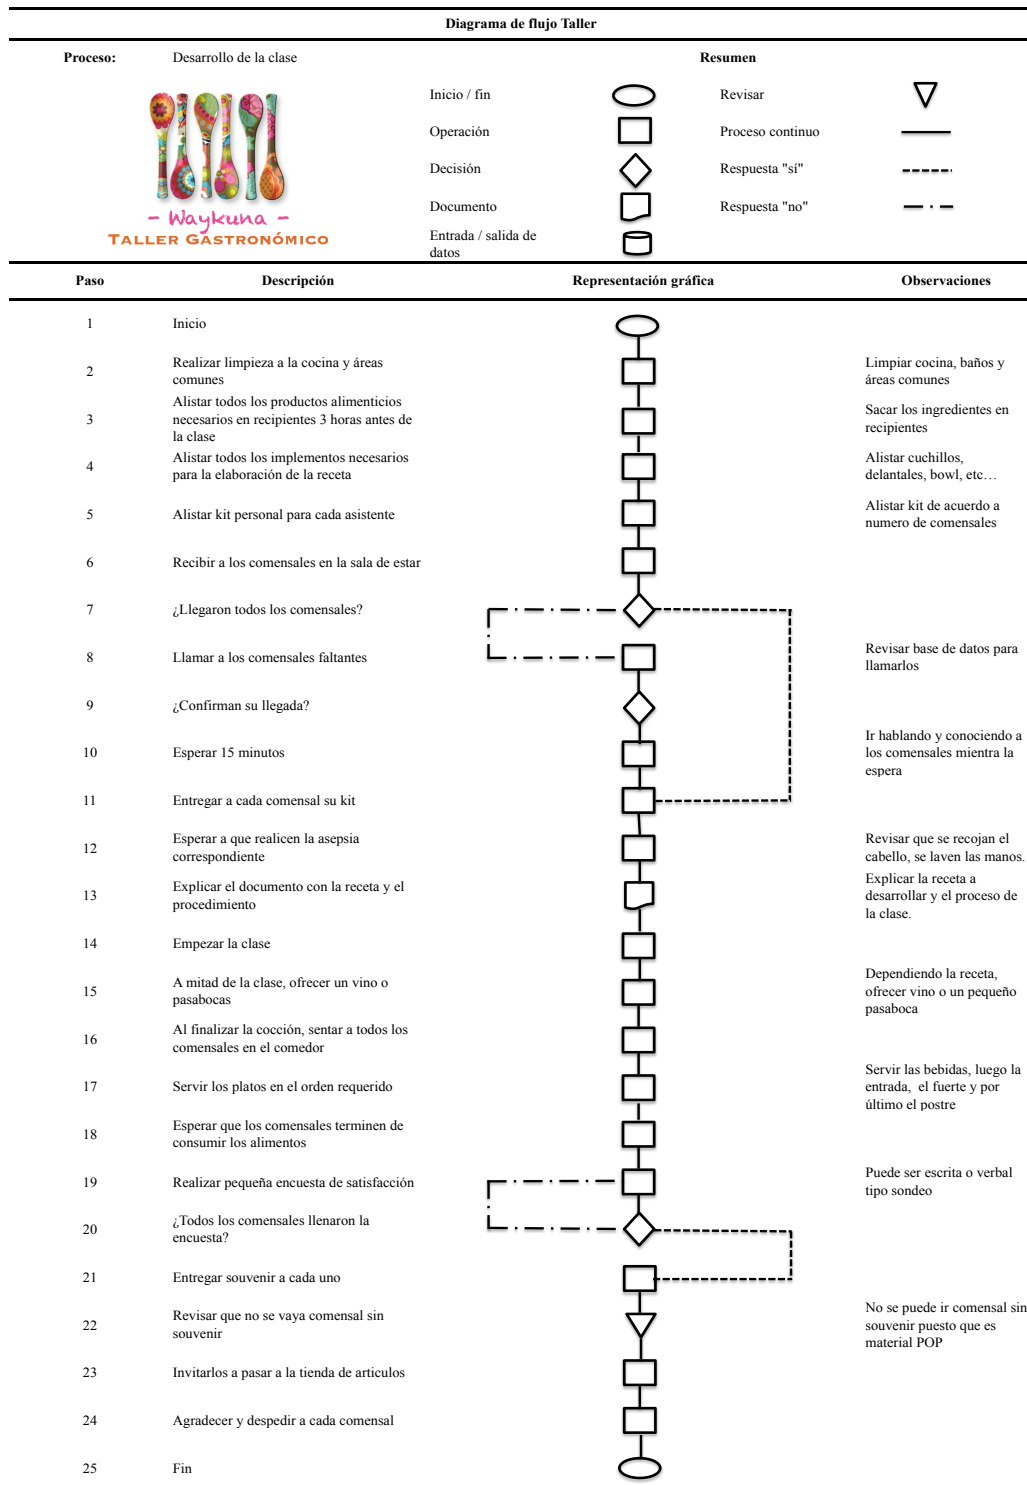 Diagrama de flujo Taller
Proceso:
Desarrollo de la clase
Resumen
Inicio / fin
Revisar
Operación
Proceso continuo
Decisión
Respuesta "sí"
Documento
Respuesta "no"
Entrada / salida de
datos
- Waykuna -
TALLER GASTRONÓMICO
Paso
Descripción
Representación gráfica
Observaciones
1
Inicio
2
Realizar limpieza a la cocina y áreas
comunes
Limpiar cocina, baños y
áreas comunes
3
Alistar todos los productos alimenticios
necesarios en recipientes 3 horas antes de
la clase
Sacar los ingredientes en
recipientes
4
Alistar todos los implementos necesarios
para la elaboración de la receta
Alistar cuchillos,
delantales, bowl, etc…
5
Alistar kit personal para cada asistente
Alistar kit de acuerdo a
numero de comensales
6
Recibir a los comensales en la sala de estar
7
¿Llegaron todos los comensales?
8
Llamar a los comensales faltantes
Revisar base de datos para
llamarlos
9
¿Confirman su llegada?
10
Esperar 15 minutos
Ir hablando y conociendo a
los comensales mientra la
espera
11
Entregar a cada comensal su kit
12
Esperar a que realicen la asepsia
correspondiente
Revisar que se recojan el
cabello, se laven las manos.
13
Explicar el documento con la receta y el
procedimiento
Explicar la receta a
desarrollar y el proceso de
la clase.
14
Empezar la clase
15
A mitad de la clase, ofrecer un vino o
pasabocas
Dependiendo la receta,
ofrecer vino o un pequeño
pasaboca
16
Al finalizar la cocción, sentar a todos los
comensales en el comedor
17
Servir los platos en el orden requerido
Servir las bebidas, luego la
entrada, el fuerte y por
último el postre
18
Esperar que los comensales terminen de
consumir los alimentos
19
Realizar pequeña encuesta de satisfacción
Puede ser escrita o verbal
tipo sondeo
20
¿Todos los comensales llenaron la
encuesta?
21
Entregar souvenir a cada uno
22
Revisar que no se vaya comensal sin
souvenir
No se puede ir comensal sin
souvenir puesto que es
material POP
23
Invitarlos a pasar a la tienda de articulos
24
Agradecer y despedir a cada comensal
25
Fin